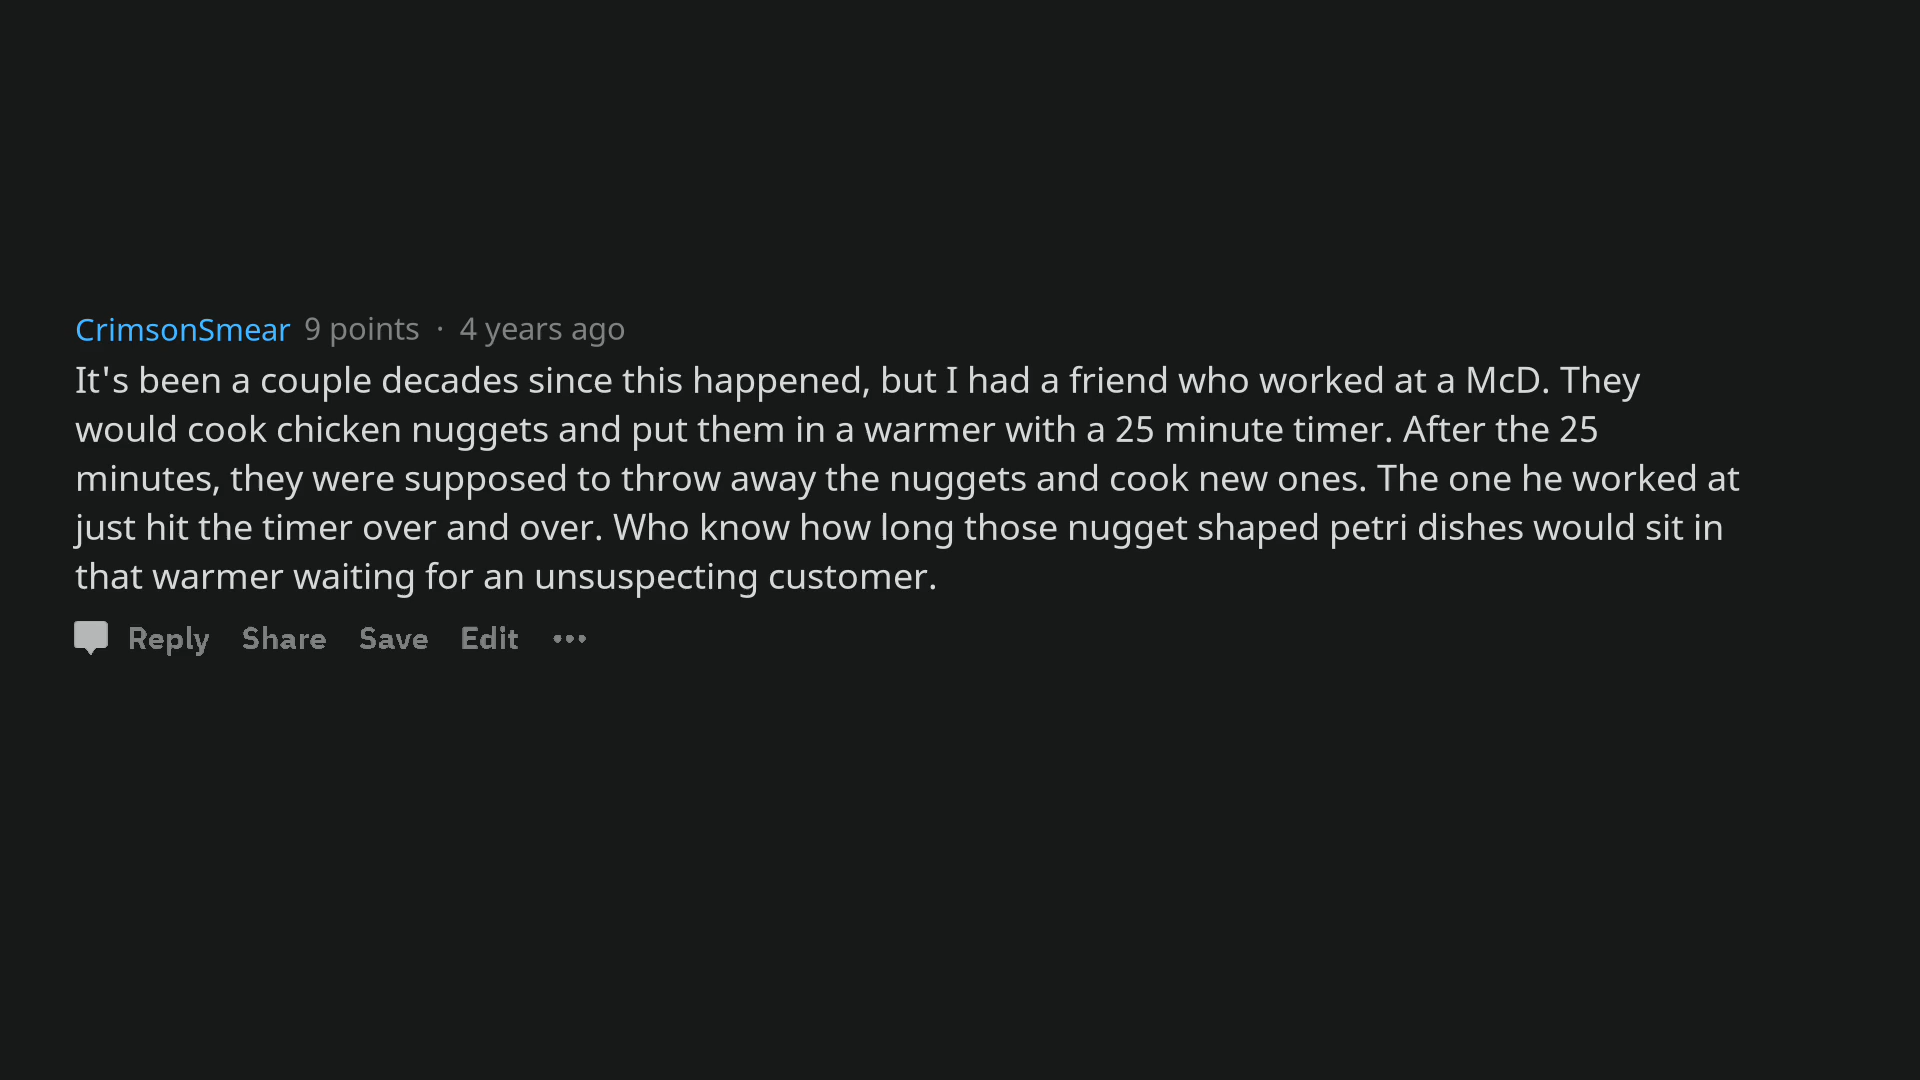 CrimsonSmear 9 points · 4 years ago
It's been a couple decades since this happened, but I had a friend who worked at a McD. They
would cook chicken nuggets and put them in a warmer with a 25 minute timer. After the 25
minutes, they were supposed to throw away the nuggets and cook new ones. The one he worked at
just hit the timer over and over. Who know how long those nugget shaped petri dishes would sit in
that warmer waiting for an unsuspecting customer.
Reply Share Save Edit •••